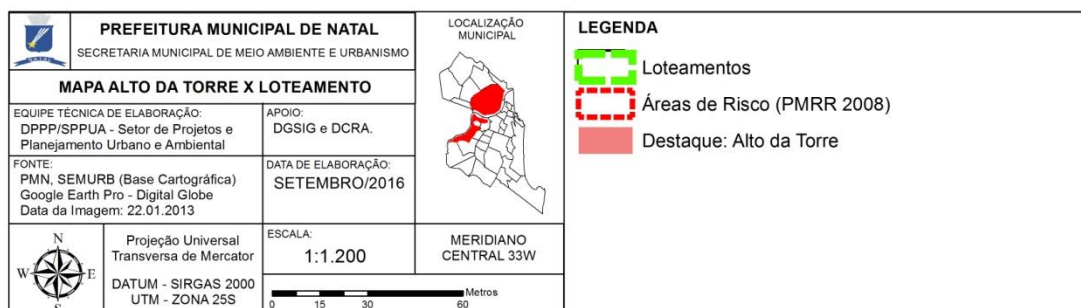 NATAL
PREFEITURA MUNICIPAL DE NATAL
SECRETARIA MUNICIPAL DE MEIO AMBIENTE E URBANISMO
MAPA ALTO DA TORRE X LOTEAMENTO
EQUIPE TÉCNICA DE ELABORAÇÃO:
DPPP/SPPUA - Setor de Projetos e
Planejamento Urbano e Ambiental
APOIO:
DGSIG e DCRA.
FONTE:
PMN, SEMURB (Base Cartográfica)
Google Earth Pro - Digital Globe
Data da Imagem: 22.01.2013
DATA DE ELABORAÇÃO:
SETEMBRO/2016
N
W E
S
Projeção Universal
Transversa de Mercator
DATUM - SIRGAS 2000
UTM - ZONA 25S
ESCALA:
1:1.200
Metros
0 15 30 60
LOCALIZAÇÃO
MUNICIPAL
MERIDIANO
CENTRAL 33W
LEGENDA
Loteamentos
Áreas de Risco (PMRR 2008)
Destaque: Alto da Torre